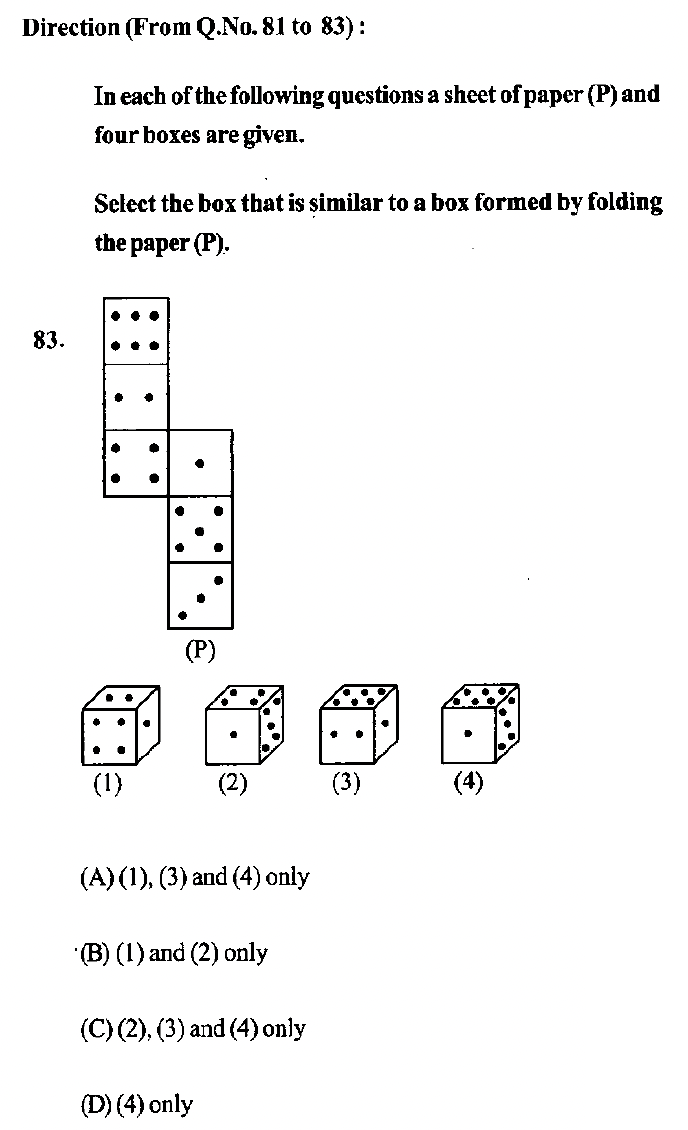 Direction (From Q.No. 81 to 83) :
In each of the following questions a sheet of paper (P) and
four boxes are given.
Select the box that is similar to a box formed by folding
the paper (P).
83.
(P)
(1) (2) (3) (4)
(A) (1), (3) and (4) only
(B) (1) and (2) only
(C) (2), (3) and (4) only
(D) (4) only